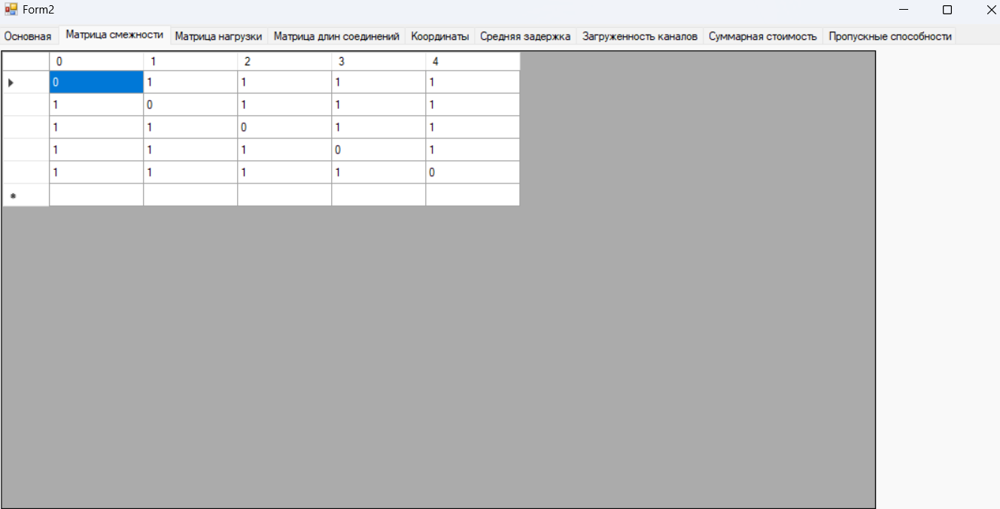 Form2
Основная Матрица смежности Матрица нагрузки Матрица длин соединений Координаты Средняя задержка Загруженность каналов Суммарная стоимость Пропускные способности
0 1 2 3 4
0 1 1 1 1
1 0 1 1 1
1 1 0 1 1
1 1 1 0 1
1 1 1 1 0